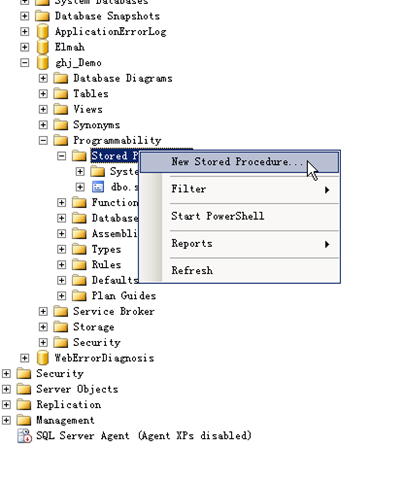 System Databases
Database Snapshots
ApplicationErrorLog
Elmah
ghj_Demo
Database Diagrams
Tables
Views
Synonyms
Programmability
Stored P
New Stored Procedure...
Syste
dbo.s
Filter
Function
Database
Start PowerShell
Assembli
Types
Reports
Rules
Refresh
Defaults
Plan Guides
Service Broker
Storage
Security
WebErrorDiagnosis
Security
Server Objects
Replication
Management
SQL Server Agent (Agent XPs disabled)